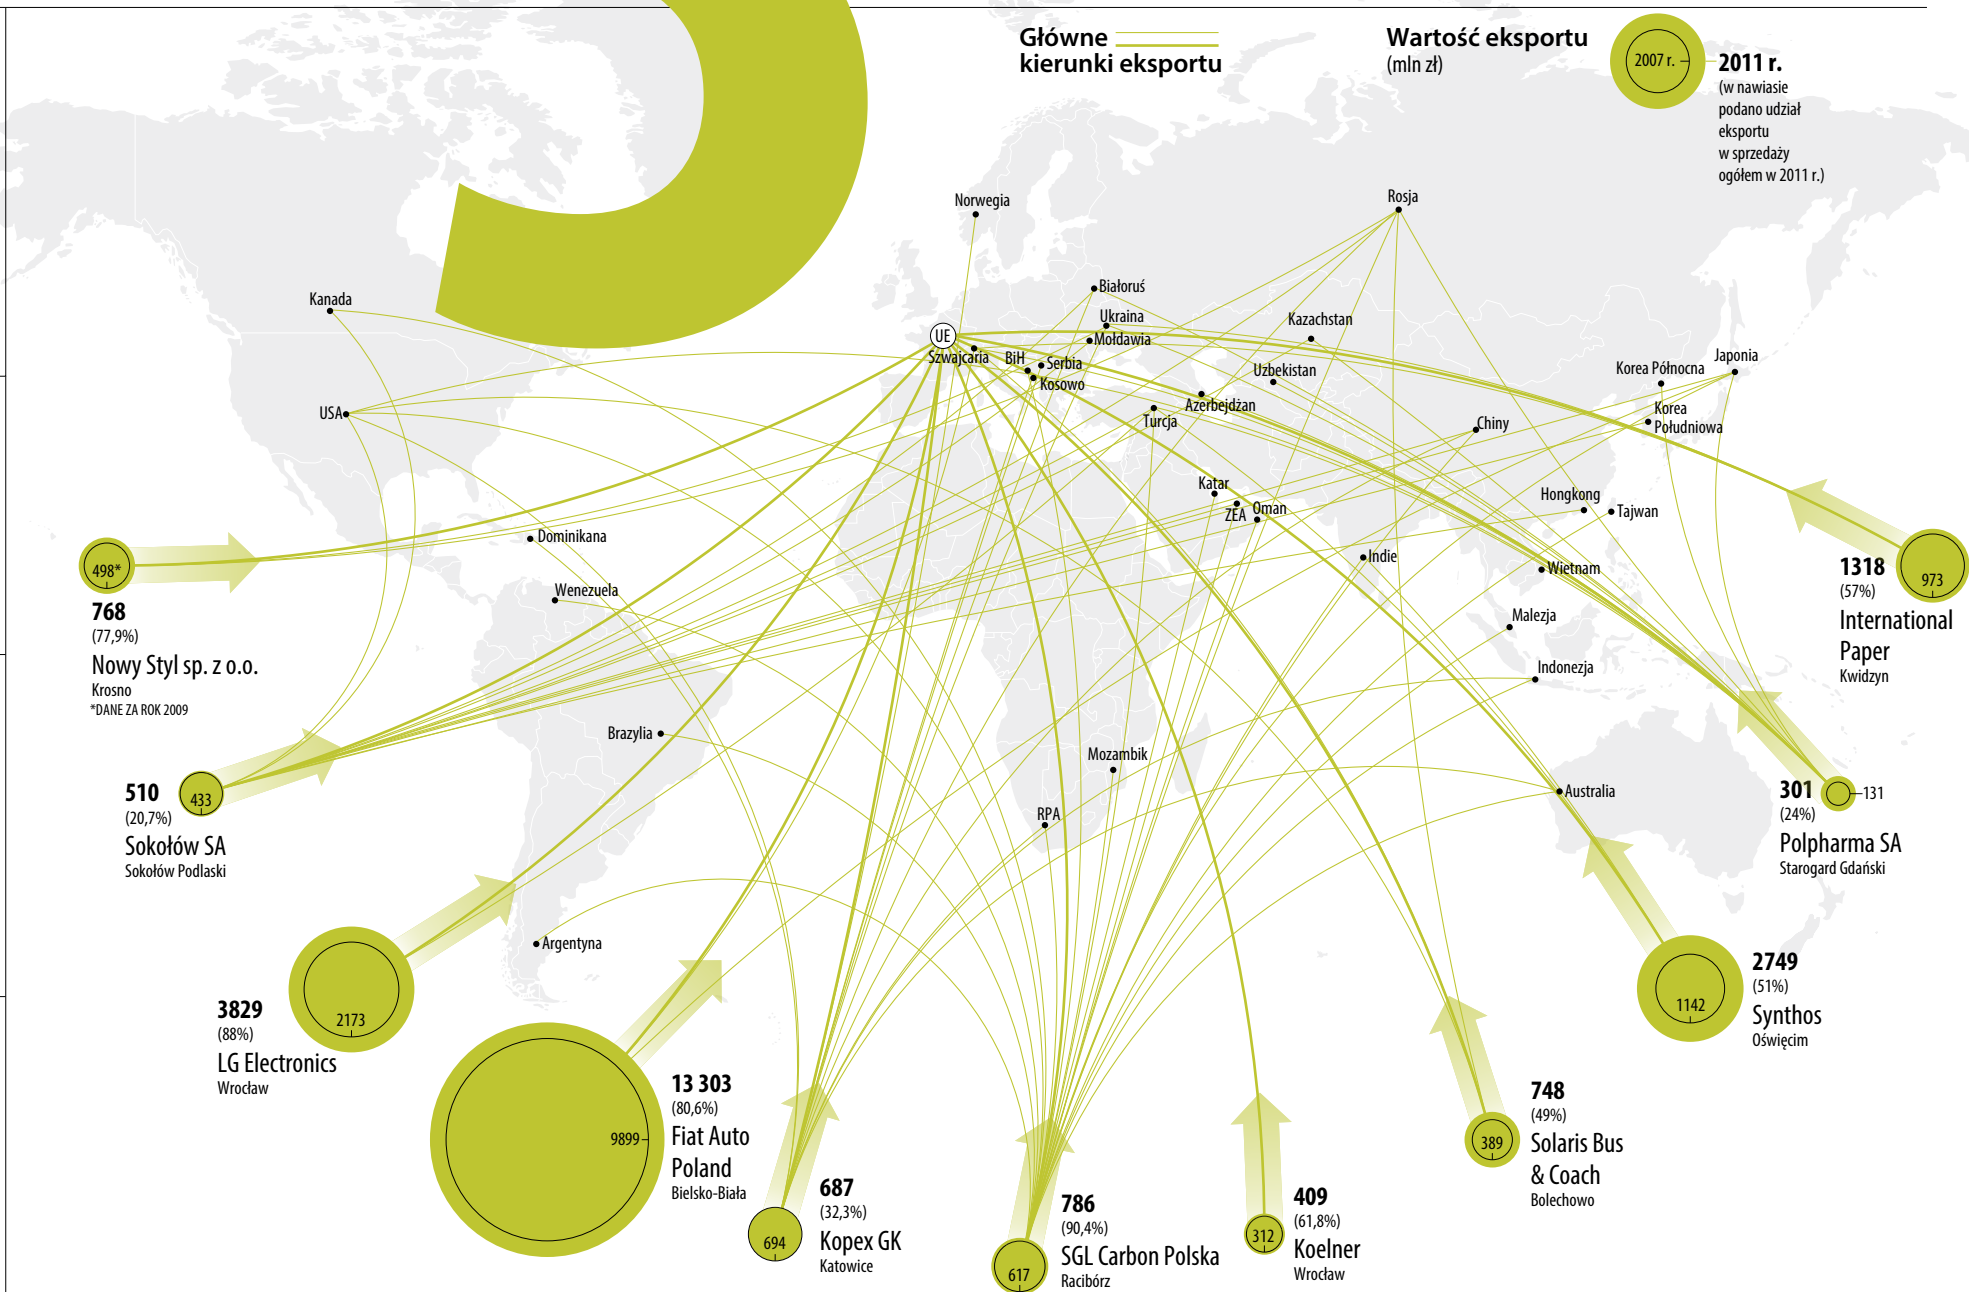 Główne
kierunki eksportu
Wartość eksportu
(mln zł)
2007 r.
2011 r.
(w nawiasie
podano udział
eksportu
w sprzedaży
ogółem w 2011 r.)
Norwegia
Rosja
Kanada
Białoruś
Ukraina
Mołdawia
Kazachstan
UE
Szwajcaria
BiH
Serbia
Kosowo
Uzbekistan
Korea Północna
Japonia
USA
Azerbejdżan
Turcja
Chiny
Korea
Południowa
Katar
ZEA
Oman
Hongkong
Tajwan
Dominikana
Indie
Wietnam
Wenezuela
Malezja
Indonezja
Brazylia
Mozambik
RPA
Australia
Argentyna
498*
768
(77,9%)
Nowy Styl sp. z o.o.
Krosno
*DANE ZA ROK 2009
433
510
(20,7%)
Sokołów SA
Sokołów Podlaski
2173
3829
(88%)
LG Electronics
Wrocław
9899
13 303
(80,6%)
Fiat Auto
Poland
Bielsko-Biała
694
687
(32,3%)
Kopex GK
Katowice
617
786
(90,4%)
SGL Carbon Polska
Racibórz
312
409
(61,8%)
Koelner
Wrocław
389
748
(49%)
Solaris Bus
& Coach
Bolechowo
1142
2749
(51%)
Synthos
Oświęcim
131
301
(24%)
Polpharma SA
Starogard Gdański
973
1318
(57%)
International
Paper
Kwidzyn